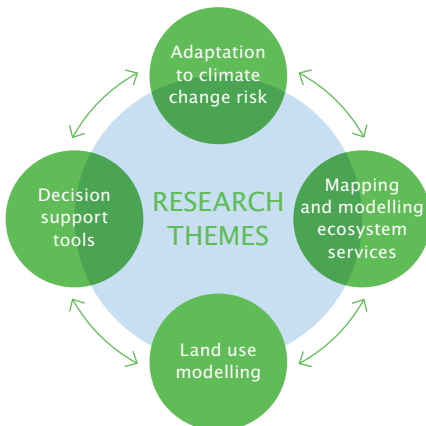 Adaptation
to climate
change risk
Decision
support
tools
RESEARCH
THEMES
Mapping
and modelling
ecosystem
services
Land use
modelling